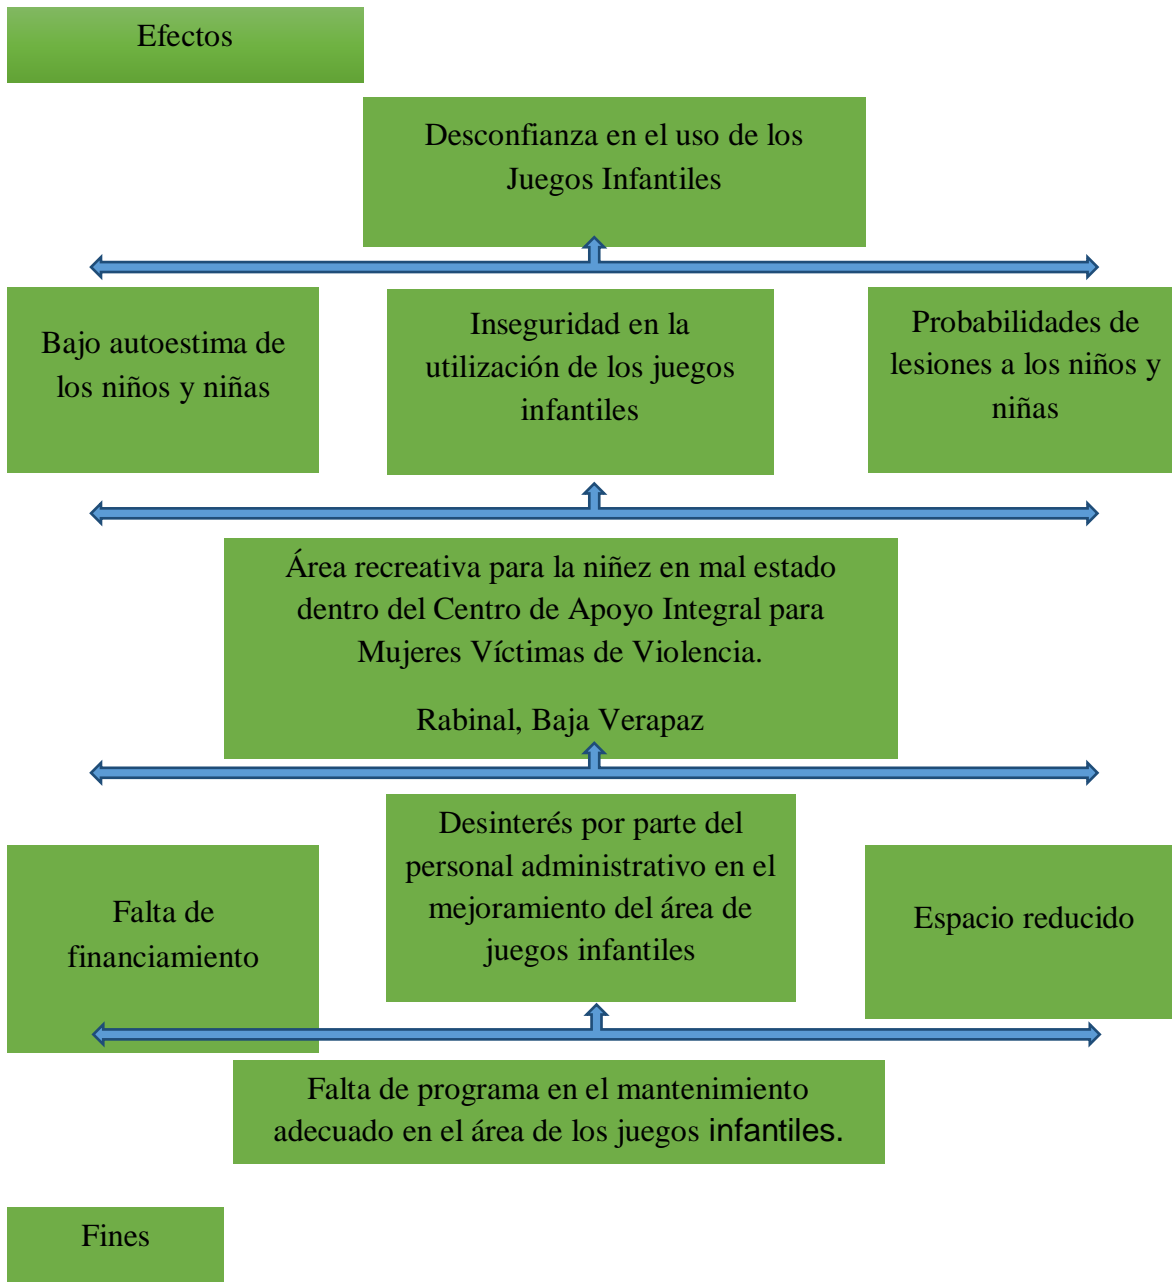 Efectos
Desconfianza en el uso de los
Juegos Infantiles
Bajo autoestima de
los niños y niñas
Inseguridad en la
utilización de los juegos
infantiles
Probabilidades de
lesiones a los niños y
niñas
Área recreativa para la niñez en mal estado
dentro del Centro de Apoyo Integral para
Mujeres Víctimas de Violencia.
Rabinal, Baja Verapaz
Falta de
financiamiento
Desinterés por parte del
personal administrativo en el
mejoramiento del área de
juegos infantiles
Espacio reducido
Falta de programa en el mantenimiento
adecuado en el área de los juegos infantiles.
Fines